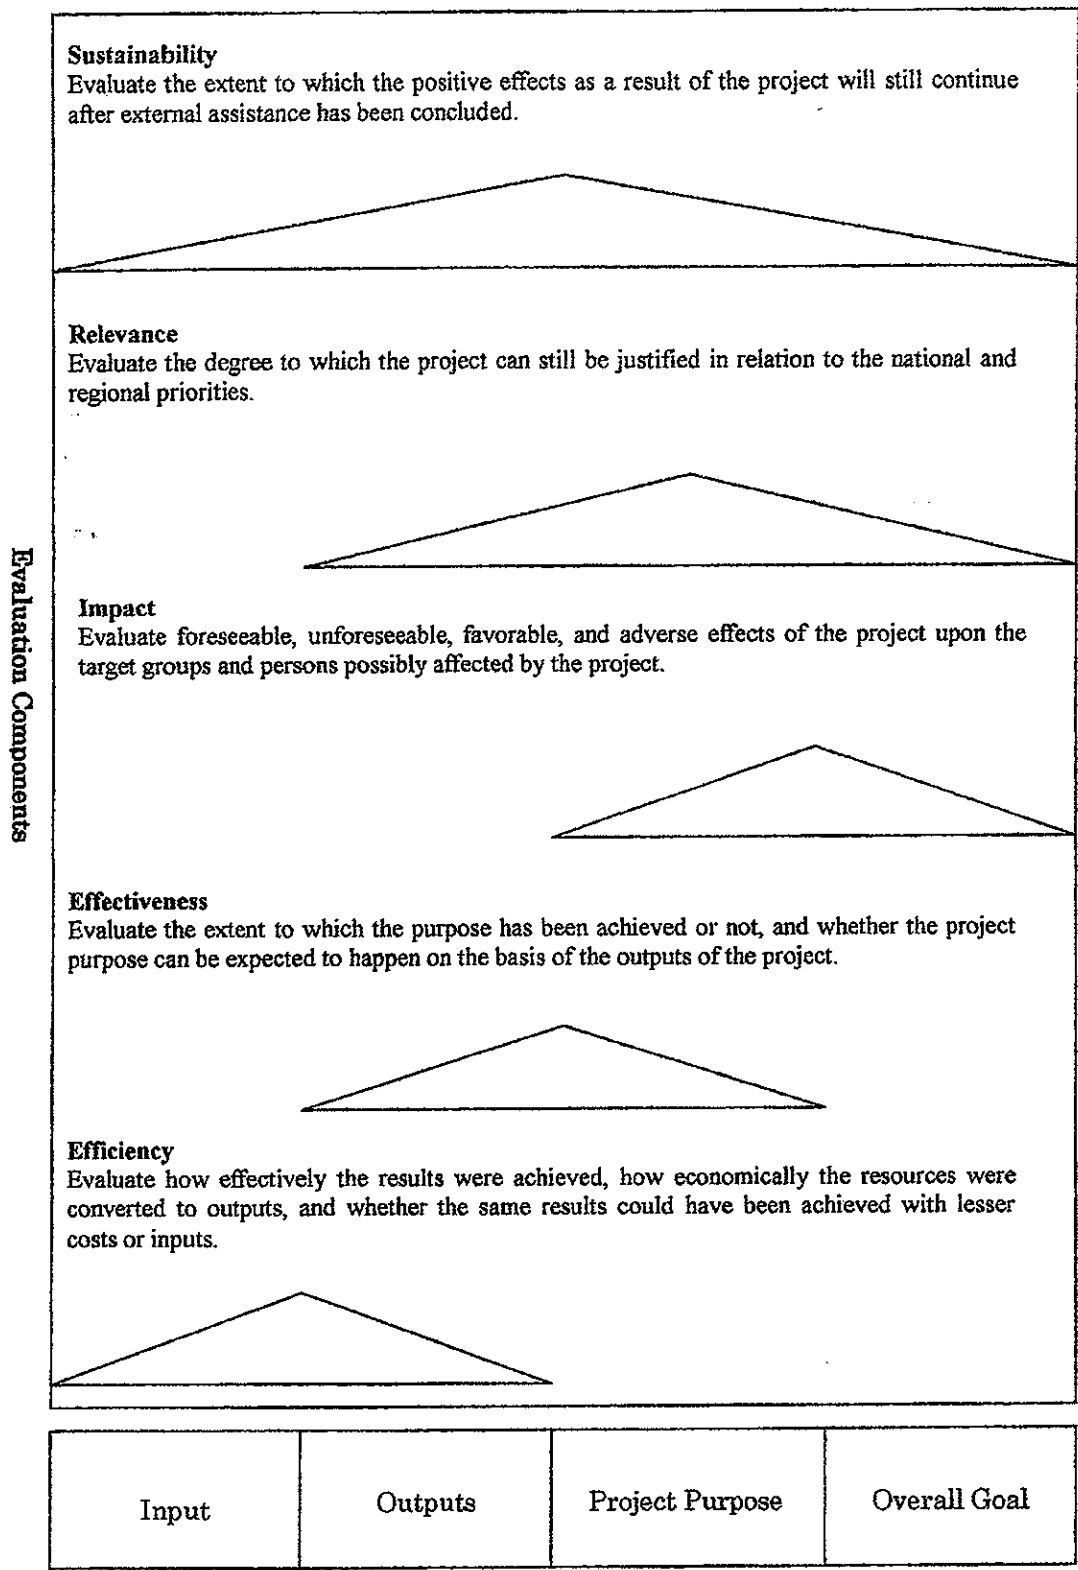 Sustainability
Evaluate the extent to which the positive effects as a result of the project will still continue
after external assistance has been concluded.
Relevance
Evaluate the degree to which the project can still be justified in relation to the national and
regional priorities.
Evaluation Components
Impact
Evaluate foreseeable, unforeseeable, favorable, and adverse effects of the project upon the
target groups and persons possibly affected by the project.
Effectiveness
Evaluate the extent to which the purpose has been achieved or not, and whether the project
purpose can be expected to happen on the basis of the outputs of the project.
Efficiency
Evaluate how effectively the results were achieved, how economically the resources were
converted to outputs, and whether the same results could have been achieved with lesser
costs or inputs.
Input
Outputs
Project Purpose
Overall Goal